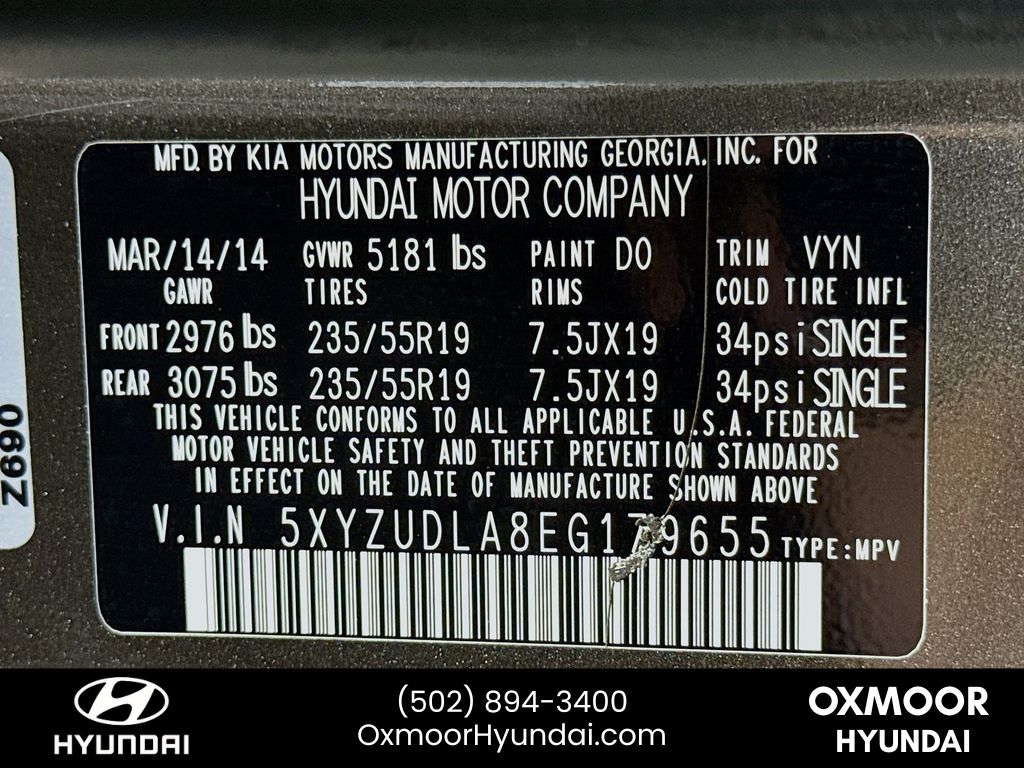 MFD. BY KIA MOTORS MANUFACTURING GEORGIA. INC. FOR
HYUNDAI MOTOR COMPANY
MAR/14/14 GVWR 5181 lbs PAINT DO TRIM VYN
GAWR TIRES RIMS COLD TIRE INFL
FRONT 2976 lbs 235/55R19 7.5JX19 34psi SINGLE
REAR 3075 lbs 235/55R19 7.5JX19 34psi SINGLE
THIS VEHICLE CONFORMS TO ALL APPLICABLE U.S.A. FEDERAL
MOTOR VEHICLE SAFETY AND THEFT PREVENTION STANDARDS
IN EFFECT ON THE DATE OF MANUFACTURE SHOWN ABOVE
V.I.N 5XYZUDLA8EG179655 TYPE:MPV
Z690
HYUNDAI
(502) 894-3400
OxmoorHyundai.com
OXMOOR
HYUNDAI